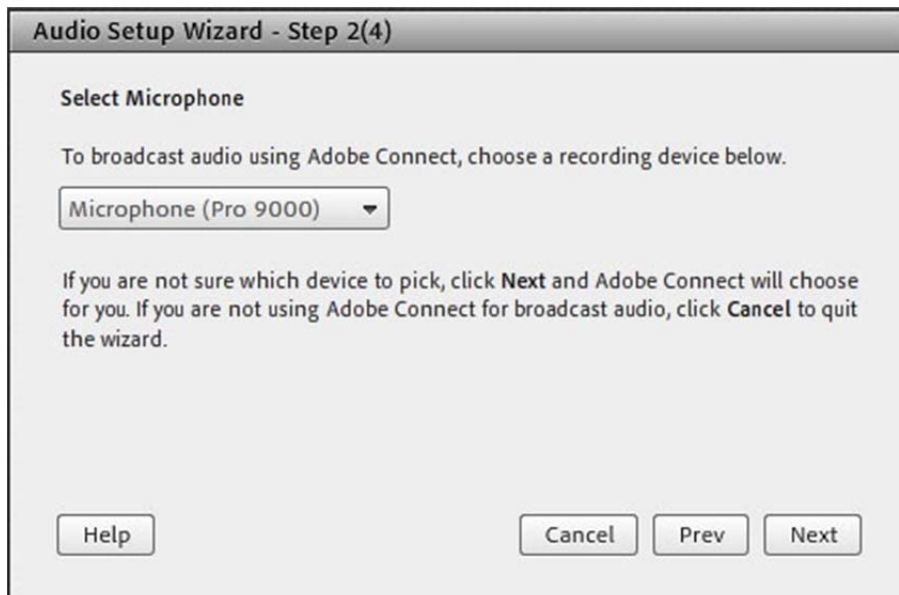 Audio Setup Wizard - Step 2(4)
Select Microphone
To broadcast audio using Adobe Connect, choose a recording device below.
Microphone (Pro 9000)
If you are not sure which device to pick, click Next and Adobe Connect will choose
for you. If you are not using Adobe Connect for broadcast audio, click Cancel to quit
the wizard.
Help
Cancel
Prev
Next